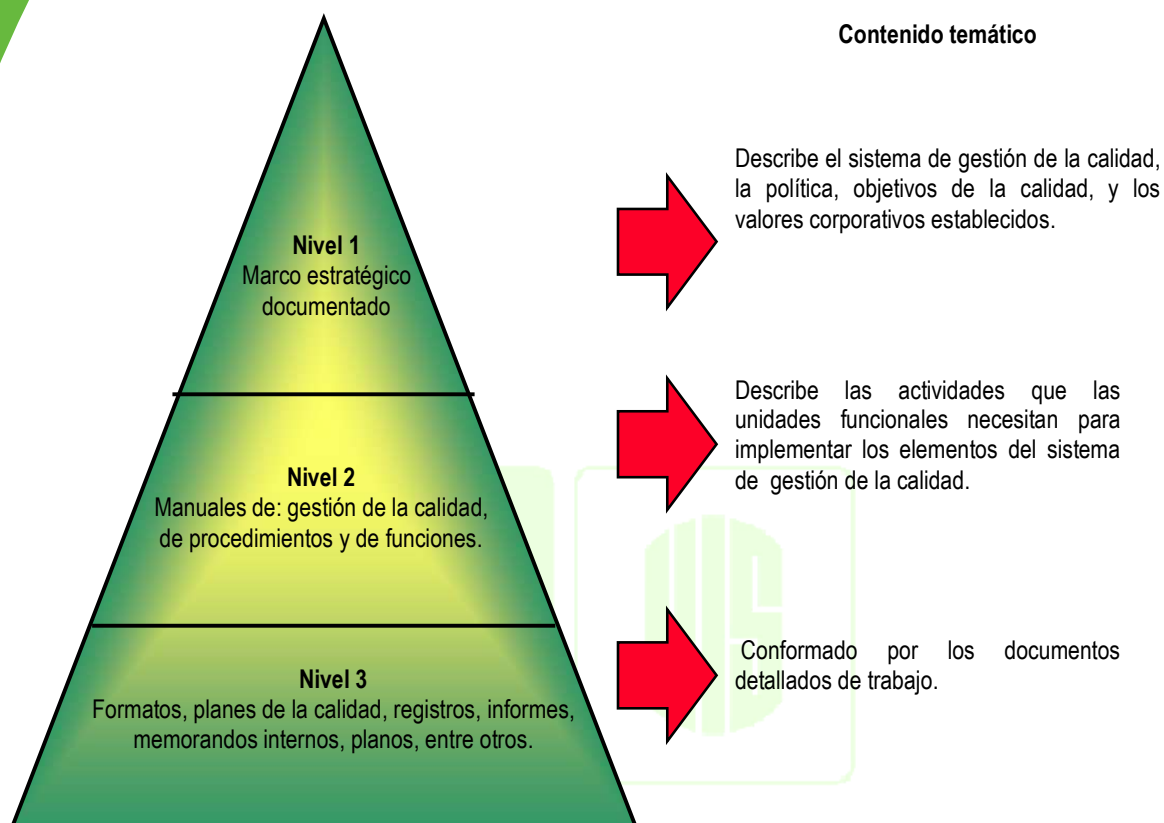 Contenido temático
Describe el sistema de gestión de la calidad,
la política, objetivos de la calidad, y los
valores corporativos establecidos.
Nivel 1
Marco estratégico
documentado
Describe las actividades que las
unidades funcionales necesitan para
implementar los elementos del sistema
de gestión de la calidad.
Nivel 2
Manuales de: gestión de la calidad,
de procedimientos y de funciones.
Conformado por los documentos
detallados de trabajo.
Nivel 3
Formatos, planes de la calidad, registros, informes,
memorandos internos, planos, entre otros.